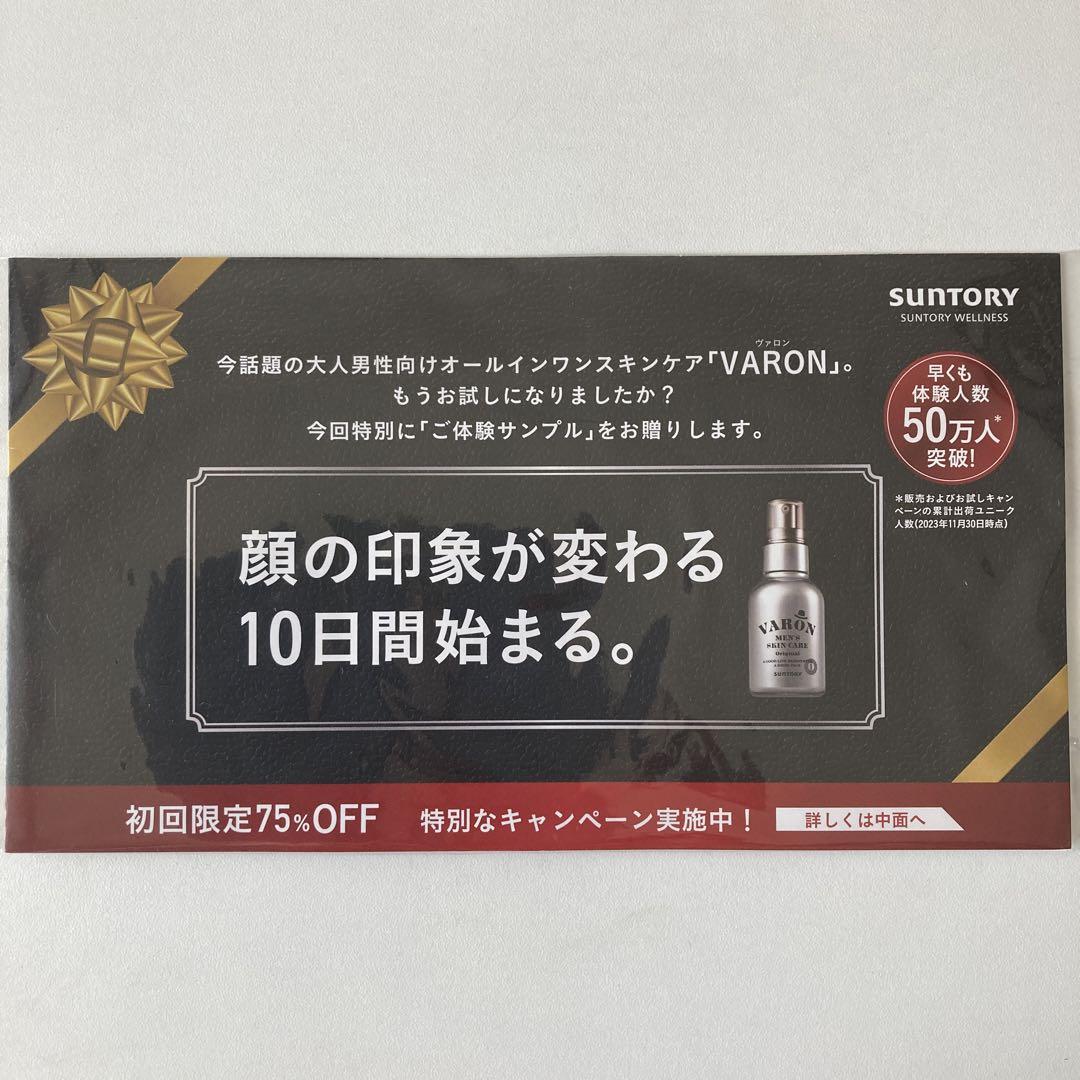 SUNTORY
SUNTORY WELLNESS
ヴァロン
今話題の大人男性向けオールインワンスキンケア「VARON」。
もうお試しになりましたか？
今回特別に「ご体験サンプル」をお贈りします。
早くも
体験人数
50万人*
突破!
＊販売およびお試しキャン
ペーンの累計出荷ユニーク
人数(2023年11月30日時点)
顔の印象が変わる
10日間始まる。
VARON
MEN'S
SKIN CARE
Original
SUNTORY
初回限定75%OFF 特別なキャンペーン実施中！ 詳しくは中面へ